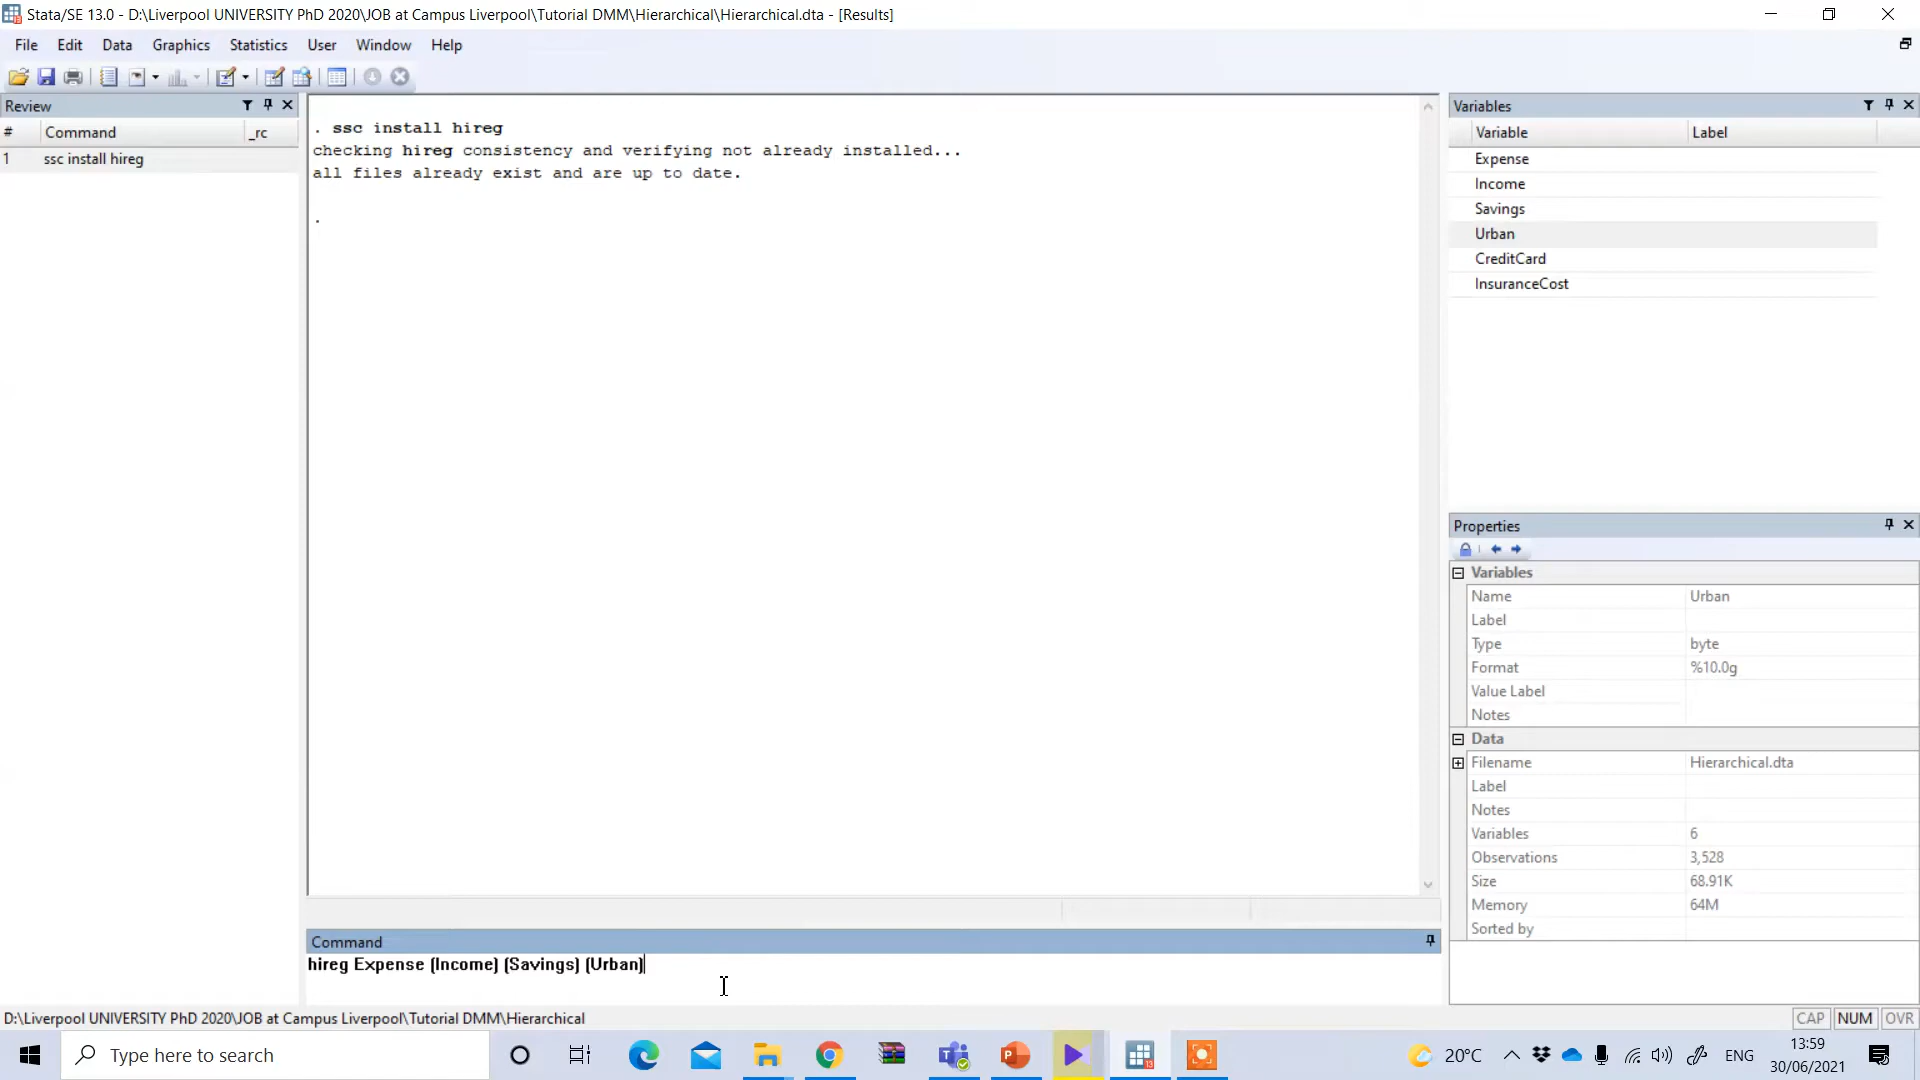 Stata/SE 13.0 - D:\Liverpool UNIVERSITY PhD 2020\JOB at Campus Liverpool\Tutorial DMM\Hierarchical\Hierarchical.dta - [Results]
File Edit Data Graphics Statistics User Window Help
Review
# Command _rc
1 ssc install hireg
. ssc install hireg
checking hireg consistency and verifying not already installed...
all files already exist and are up to date.
.
Variables
Variable Label
Expense
Income
Savings
Urban
CreditCard
InsuranceCost
Properties
Variables
Name Urban
Label
Type byte
Format %10.0g
Value Label
Notes
Data
Filename Hierarchical.dta
Label
Notes
Variables 6
Observations 3,528
Size 68.91K
Memory 64M
Sorted by
Command
hireg Expense (Income) (Savings) (Urban)
D:\Liverpool UNIVERSITY PhD 2020\JOB at Campus Liverpool\Tutorial DMM\Hierarchical
CAP NUM OVR
Type here to search
20°C
ENG
13:59
30/06/2021